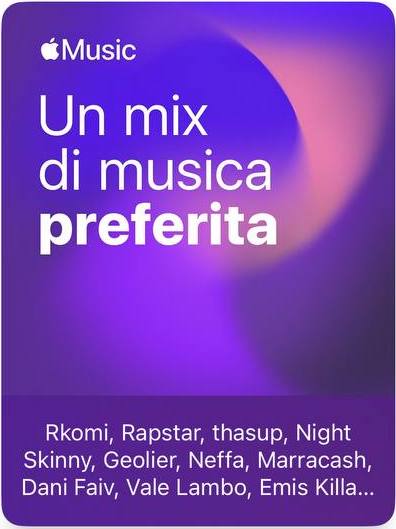 Music
Un mix
di musica
preferita
Rkomi, Rapstar, thasup, Night
Skinny, Geolier, Neffa, Marracash,
Dani Faiv, Vale Lambo, Emis Killa...